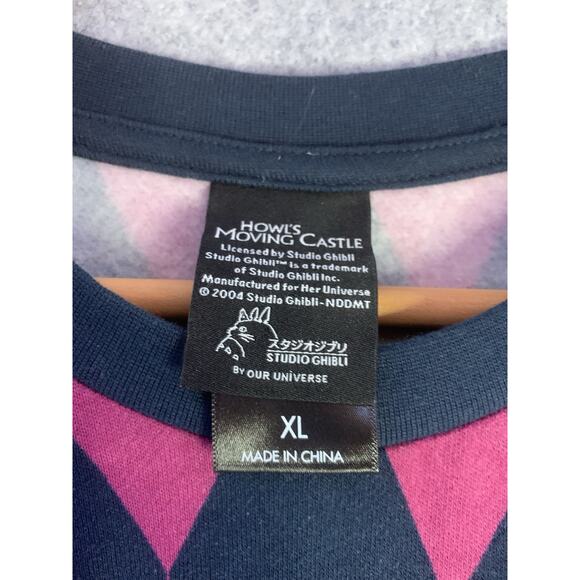 HOWL'S
MOVING CASTLE
Licensed by Studio Ghibli
Studio Ghibli™ is a trademark
of Studio Ghibli Inc.
Manufactured for Her Universe
© 2004 Studio Ghibli-NDDMT
スタジオジブリ
STUDIO GHIBLI
BY OUR UNIVERSE
XL
MADE IN CHINA